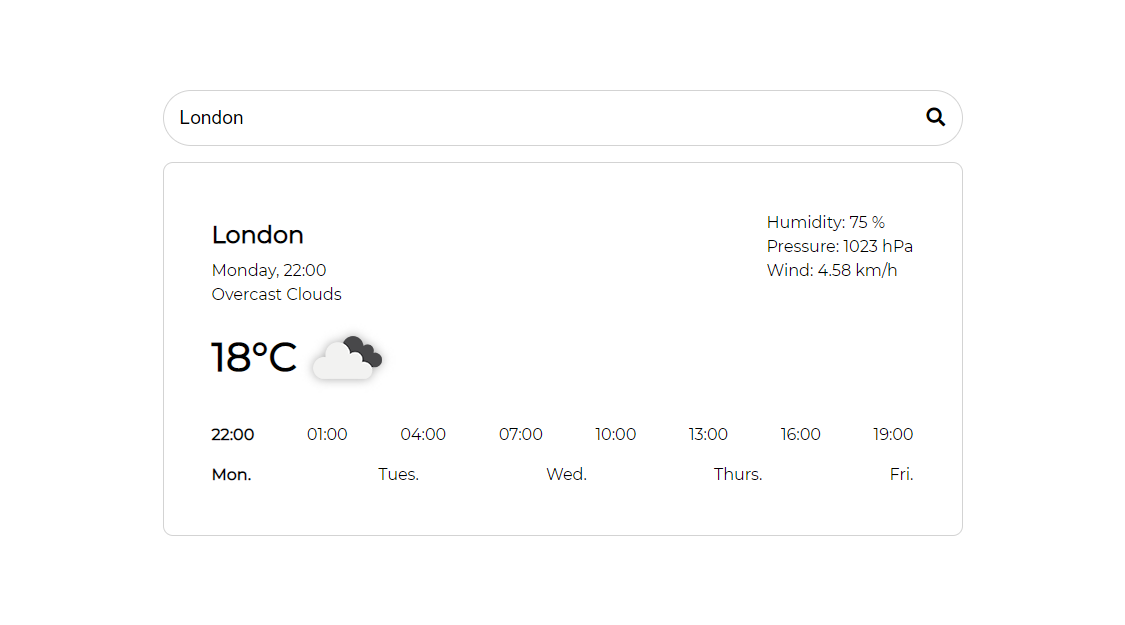 London
London
Monday, 22:00
Overcast Clouds
Humidity: 75 %
Pressure: 1023 hPa
Wind: 4.58 km/h
18°C
22:00 01:00 04:00 07:00 10:00 13:00 16:00 19:00
Mon. Tues. Wed. Thurs. Fri.